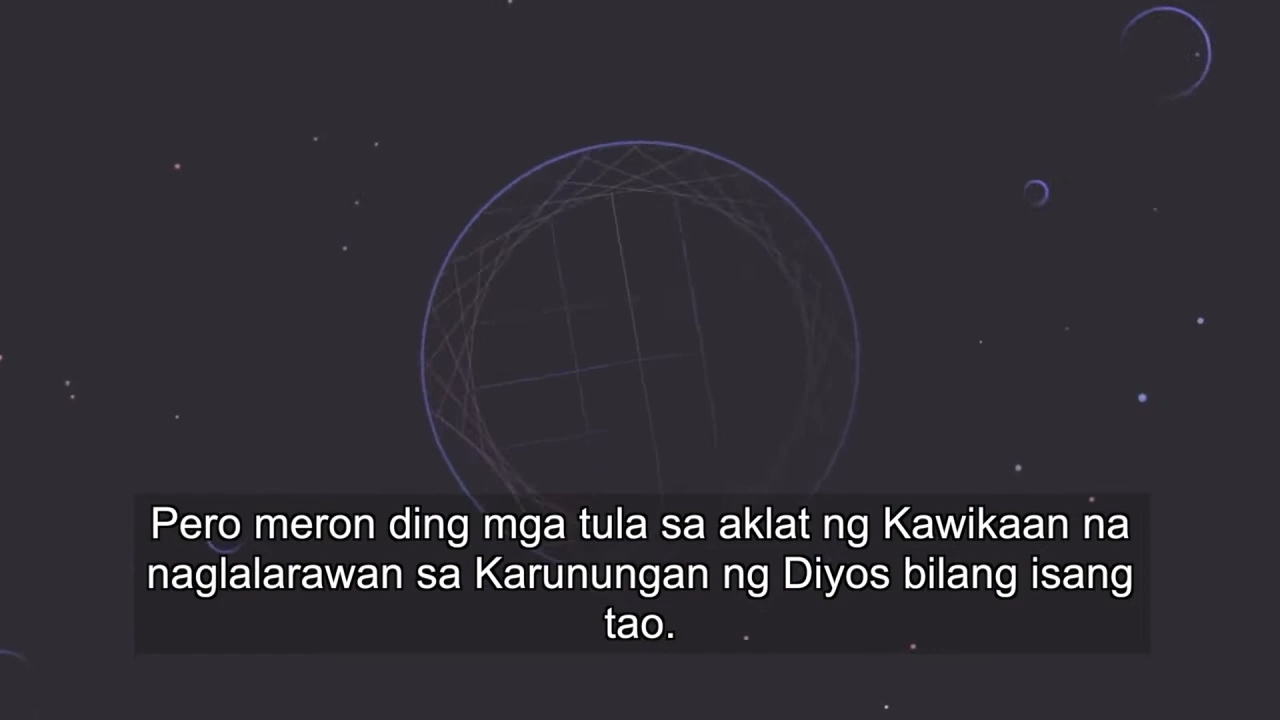 Pero meron ding mga tula sa aklat ng Kawikaan na
naglalarawan sa Karunungan ng Diyos bilang isang
tao.